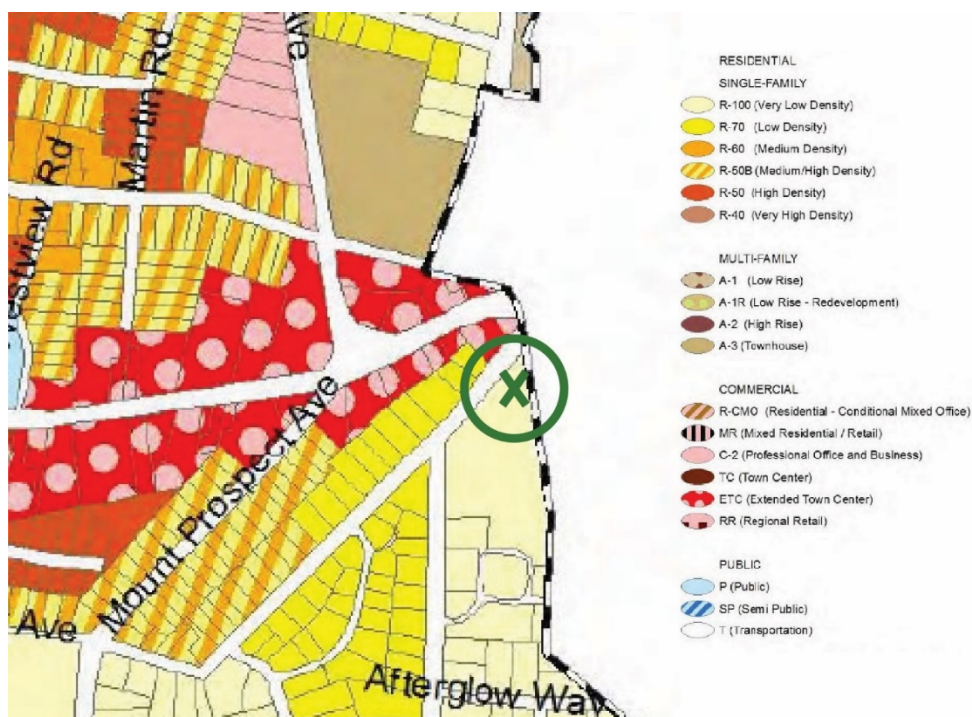 Ave
Martin Rd
Rd
Mount Prospect Ave
Ave
Afterglow Way
X
RESIDENTIAL
SINGLE-FAMILY
R-100 (Very Low Density)
R-70 (Low Density)
R-60 (Medium Density)
R-50B (Medium/High Density)
R-50 (High Density)
R-40 (Very High Density)
MULTI-FAMILY
A-1 (Low Rise)
A-1R (Low Rise - Redevelopment)
A-2 (High Rise)
A-3 (Townhouse)
COMMERCIAL
R-CMO (Residential - Conditional Mixed Office)
MR (Mixed Residential / Retail)
C-2 (Professional Office and Business)
TC (Town Center)
ETC (Extended Town Center)
RR (Regional Retail)
PUBLIC
P (Public)
SP (Semi Public)
T (Transportation)